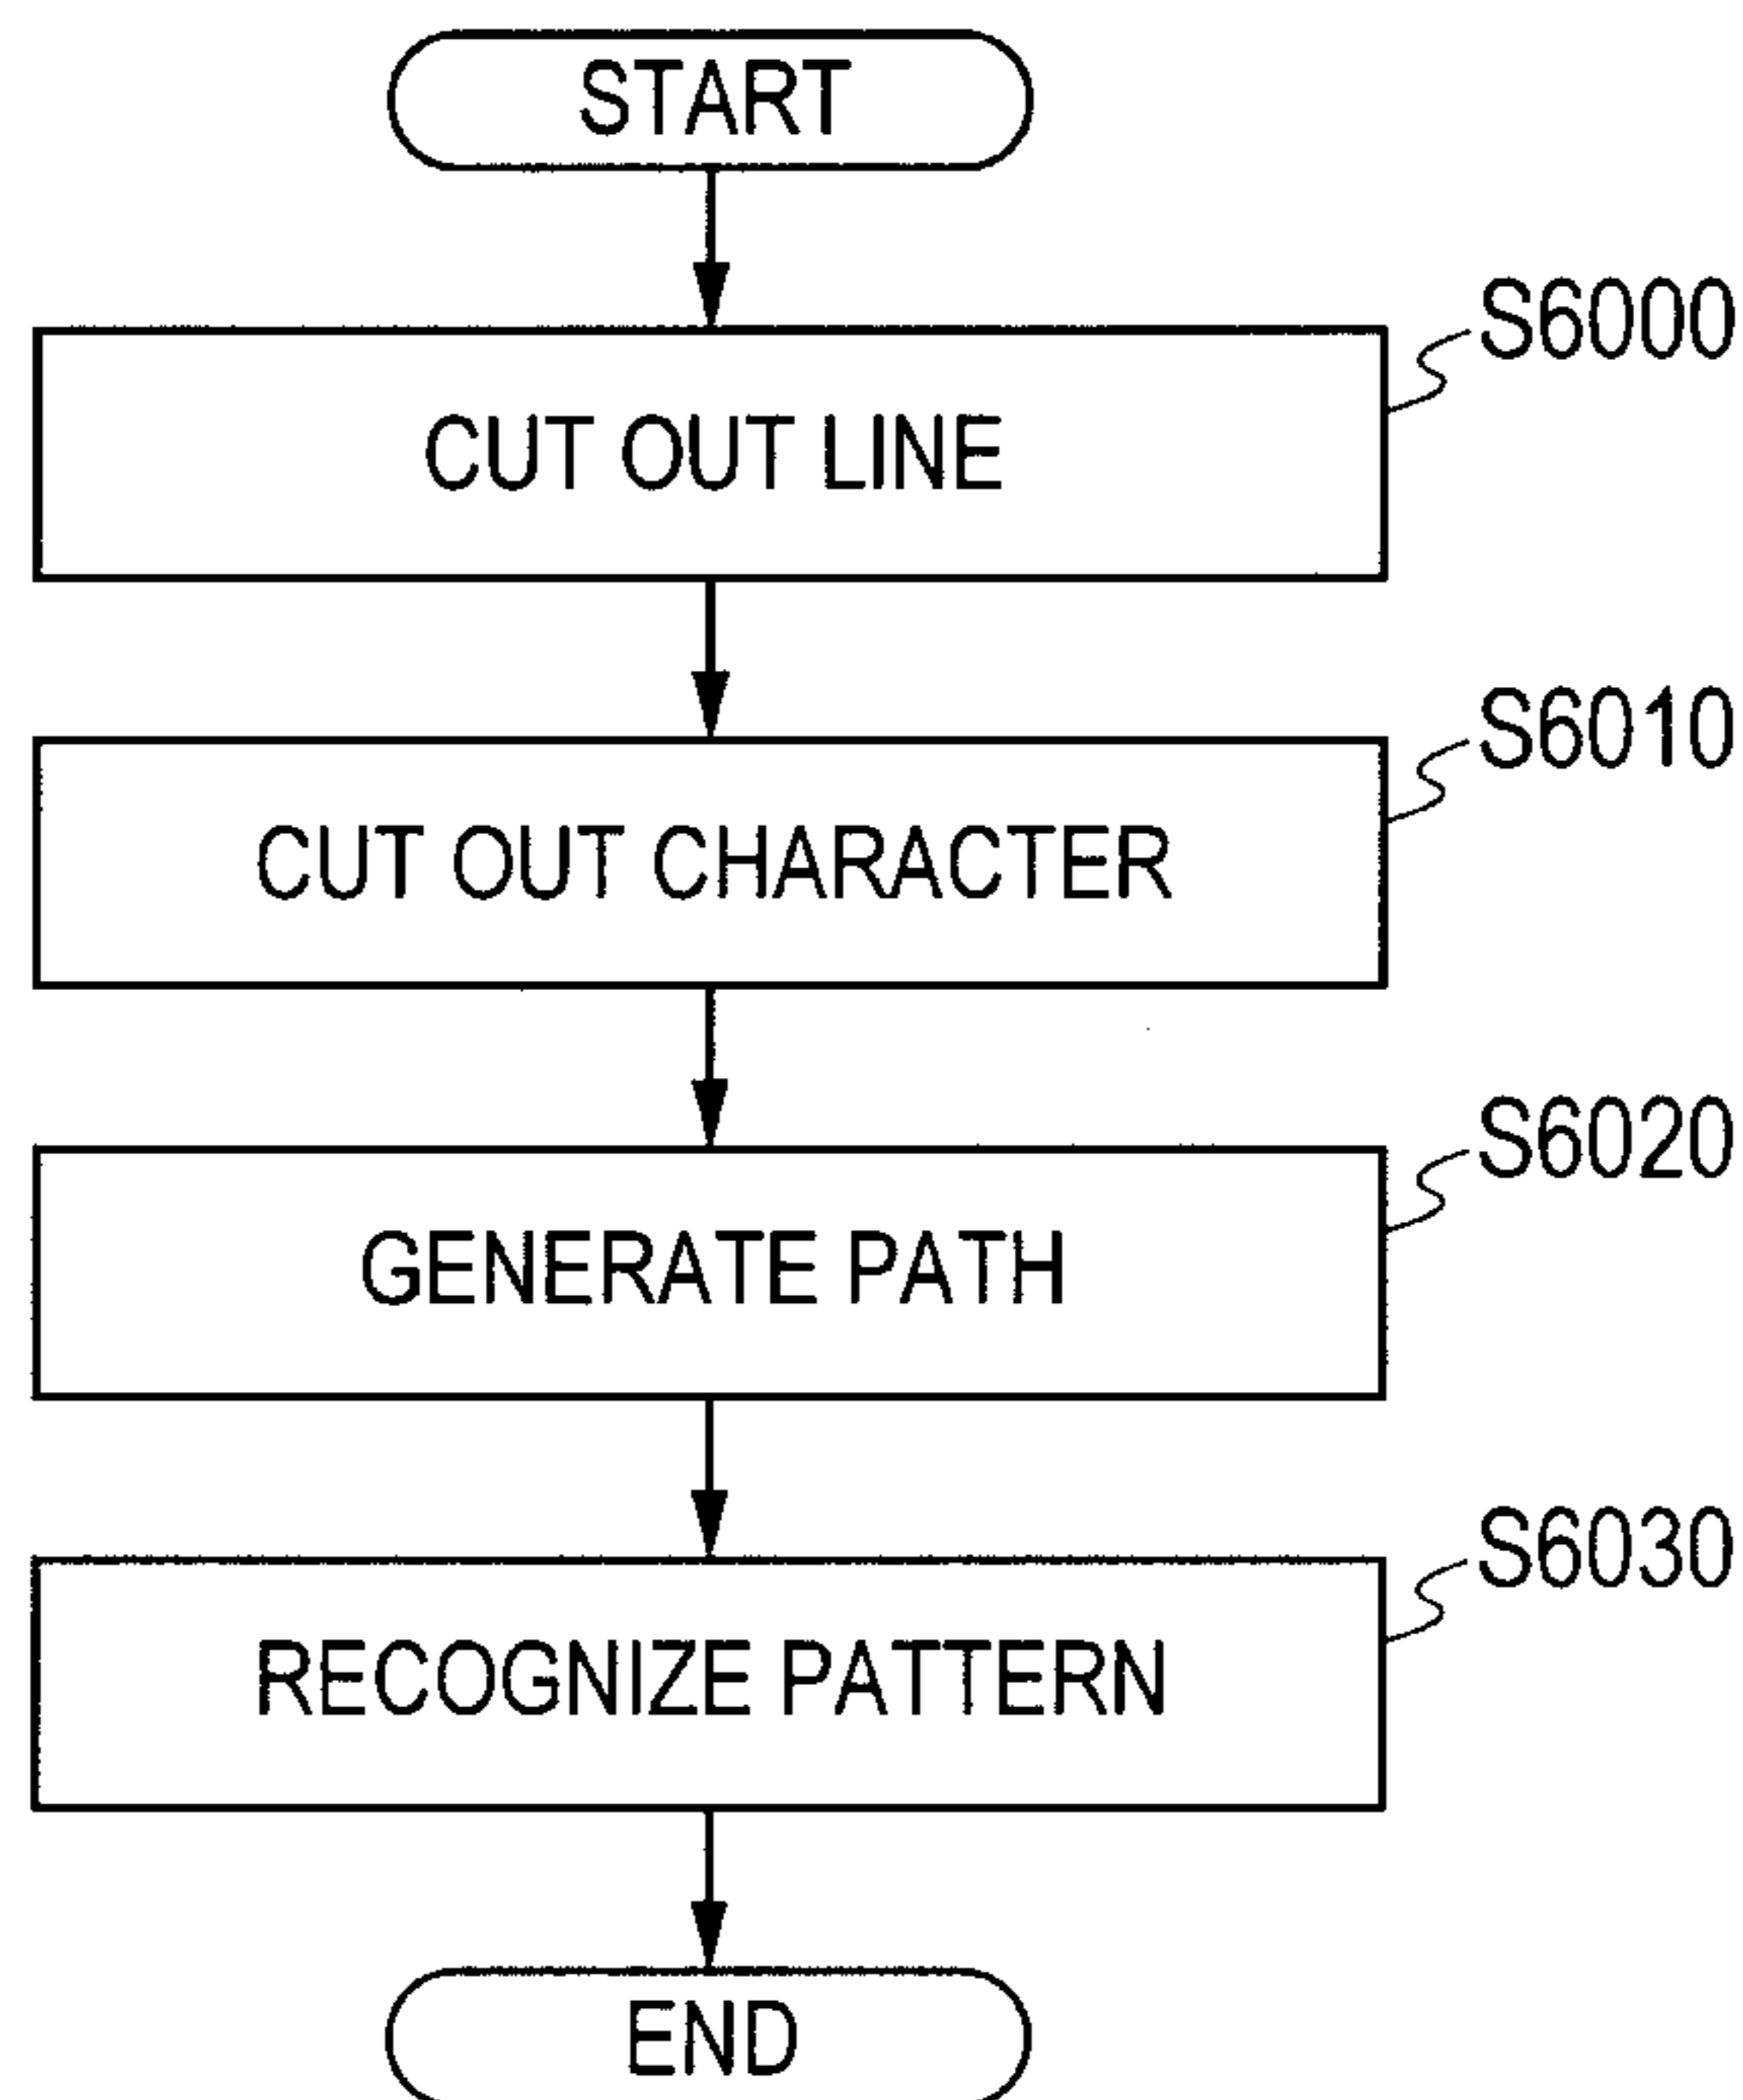 START
S6000
CUT OUT LINE
S6010
CUT OUT CHARACTER
S6020
GENERATE PATH
S6030
RECOGNIZE PATTERN
END